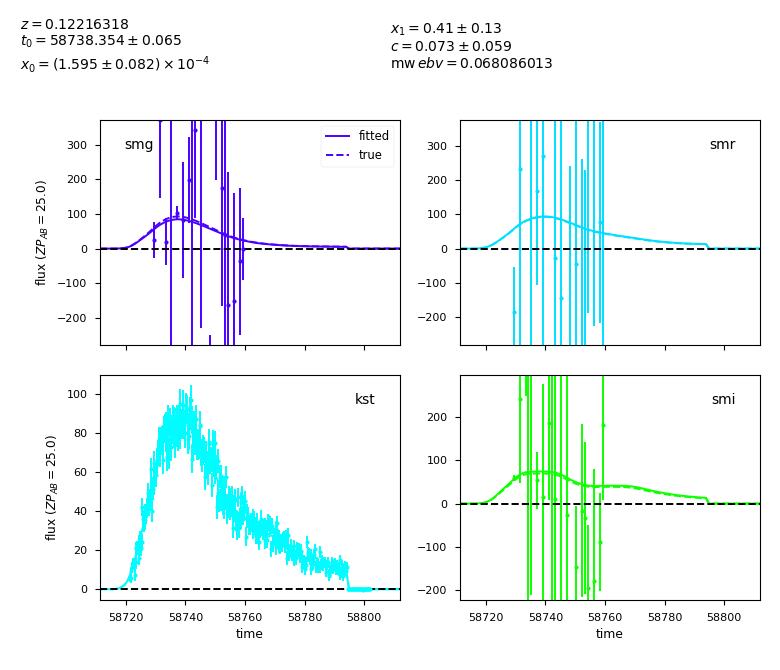 z = 0.12216318
t₀ = 58738.354 ± 0.065
x₀ = (1.595 ± 0.082) × 10⁻⁴
x₁ = 0.41 ± 0.13
c = 0.073 ± 0.059
mw ebv = 0.068086013
smg
fitted
true
300
200
100
0
−100
−200
flux (ZP_AB = 25.0)
smr
300
200
100
0
−100
−200
kst
100
80
60
40
20
0
flux (ZP_AB = 25.0)
58720 58740 58760 58780 58800
time
smi
200
100
0
−100
−200
58720 58740 58760 58780 58800
time